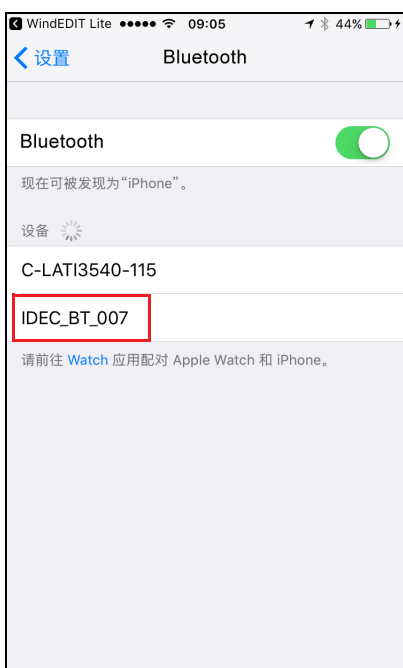 WindEDIT Lite 09:05 44%
设置 Bluetooth
Bluetooth
现在可被发现为“iPhone”。
设备
C-LATI3540-115
IDEC_BT_007
请前往 Watch 应用配对 Apple Watch 和 iPhone。